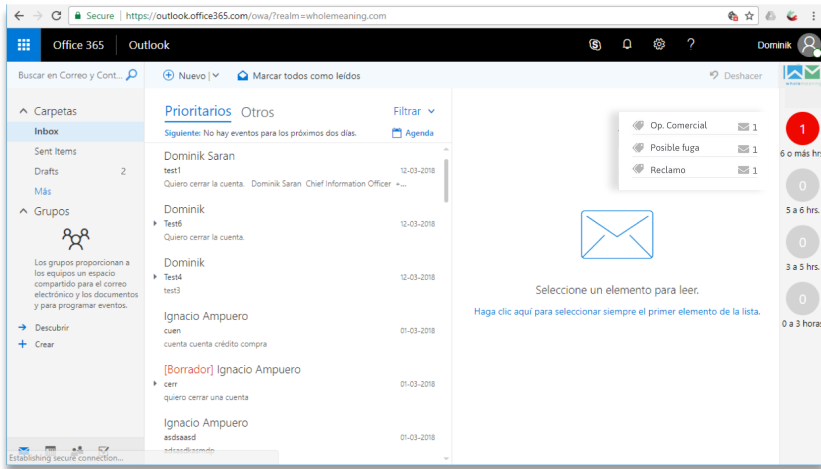 Secure | https://outlook.office365.com/owa/?realm=wholemeaning.com
Office 365 Outlook
Dominik
Buscar en Correo y Cont...
Nuevo
Marcar todos como leídos
Deshacer
Carpetas
Inbox
Sent Items
Drafts 2
Más
Grupos
Los grupos proporcionan a
los equipos un espacio
compartido para el correo
electrónico y los documentos
y para programar eventos.
Descubrir
Crear
Prioritarios Otros Filtrar
Siguiente: No hay eventos para los próximos dos días. Agenda
Dominik Saran
test1 12-03-2018
Quiero cerrar la cuenta. Dominik Saran Chief Information Officer +...
Dominik
Test6 12-03-2018
Quiero cerrar la cuenta.
Dominik
Test4 12-03-2018
test3
Ignacio Ampuero
cuen 01-03-2018
cuenta cuenta crédito compra
[Borrador] Ignacio Ampuero
cerr 01-03-2018
quiero cerrar una cuenta
Ignacio Ampuero
asdsaasd 01-03-2018
Op. Comercial 1
Posible fuga 1
Reclamo 1
Seleccione un elemento para leer.
Haga clic aquí para seleccionar siempre el primer elemento de la lista.
1
6 o más hrs
0
5 a 6 hrs.
0
3 a 5 hrs.
0
0 a 3 horas
Establishing secure connection...